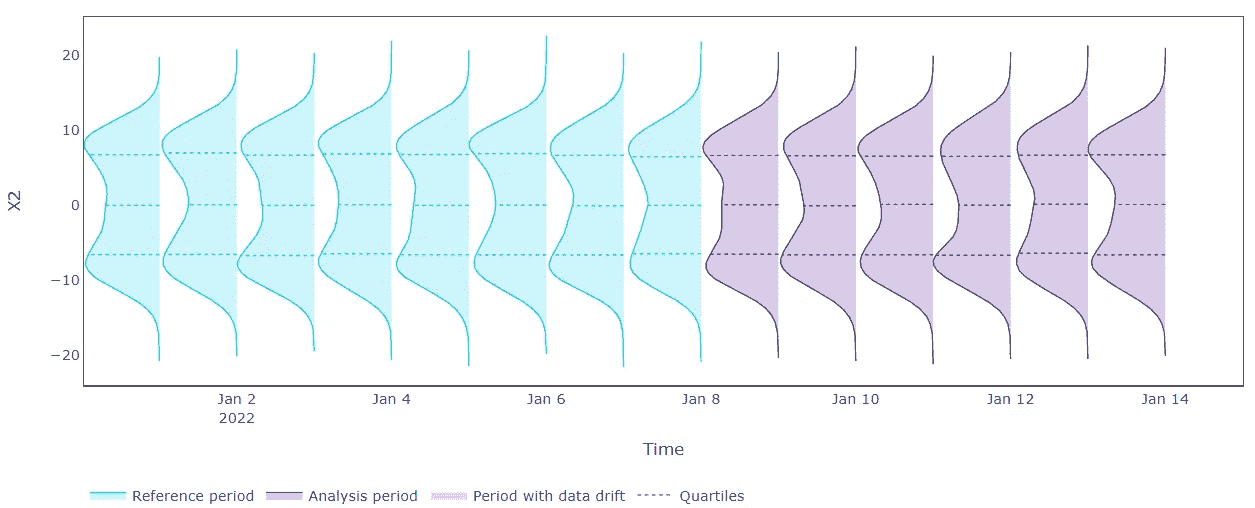 20
10
0
−10
−20
X2
Jan 2 Jan 4 Jan 6 Jan 8 Jan 10 Jan 12 Jan 14
2022
Time
Reference period Analysis period Period with data drift Quartiles